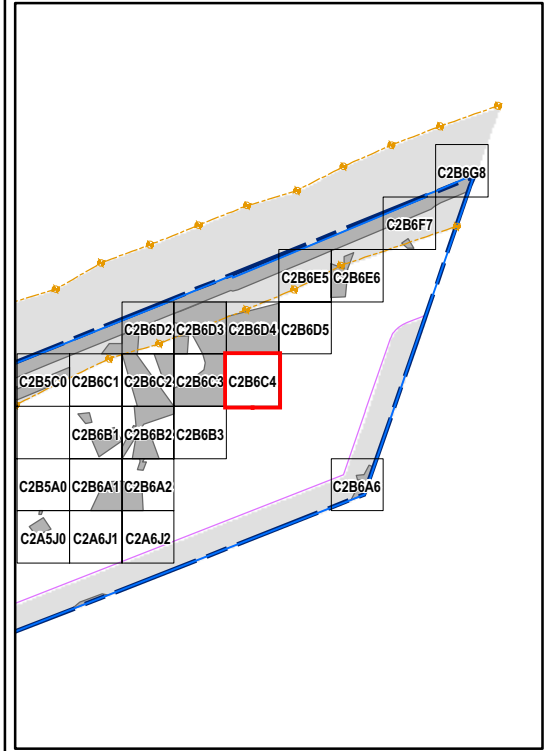 C2B6G8
C2B6F7
C2B6E5 C2B6E6
C2B6D2 C2B6D3 C2B6D4 C2B6D5
C2B5C0 C2B6C1 C2B6C2 C2B6C3 C2B6C4
C2B6B1 C2B6B2 C2B6B3
C2B5A0 C2B6A1 C2B6A2 C2B6A6
C2A5J0 C2A6J1 C2A6J2